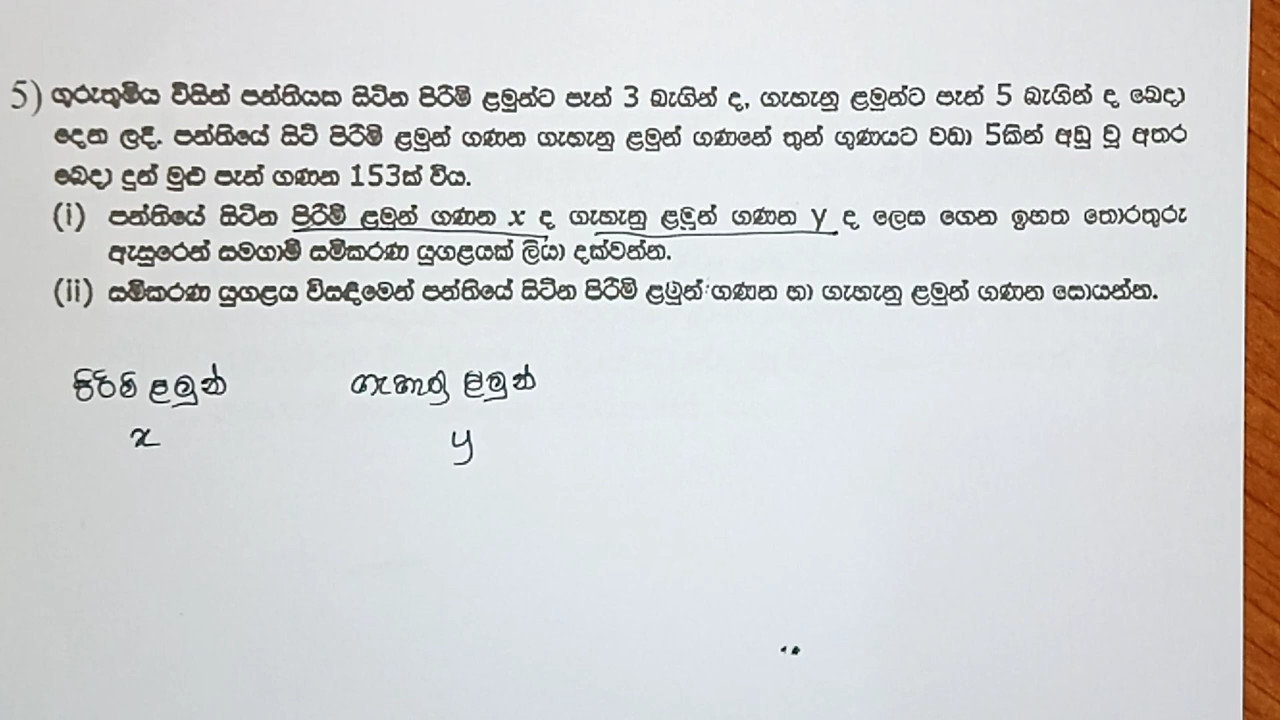 5) ගුරුතුමිය විසින් පන්තියක සිටින පිරිමි ළමුන්ට පෑන් 3 බැගින් ද, ගැහැනු ළමුන්ට පෑන් 5 බැගින් ද බෙදා
දෙන ලදී. පන්තියේ සිටි පිරිමි ළමුන් ගණන ගැහැනු ළමුන් ගණනේ තුන් ගුණයට වඩා 5කින් අඩු වූ අතර
බෙදා දුන් මුළු පෑන් ගණන 153ක් විය.
(i) පන්තියේ සිටින පිරිමි ළමුන් ගණන x ද ගැහැනු ළමුන් ගණන y ද ලෙස ගෙන ඉහත තොරතුරු
ඇසුරෙන් සමගාමී සමීකරණ යුගළයක් ලියා දක්වන්න.
(ii) සමීකරණ යුගළය විසඳීමෙන් පන්තියේ සිටින පිරිමි ළමුන් ගණන හා ගැහැනු ළමුන් ගණන සොයන්න.
පිරිමි ළමුන් ගැහැනු ළමුන්
x y